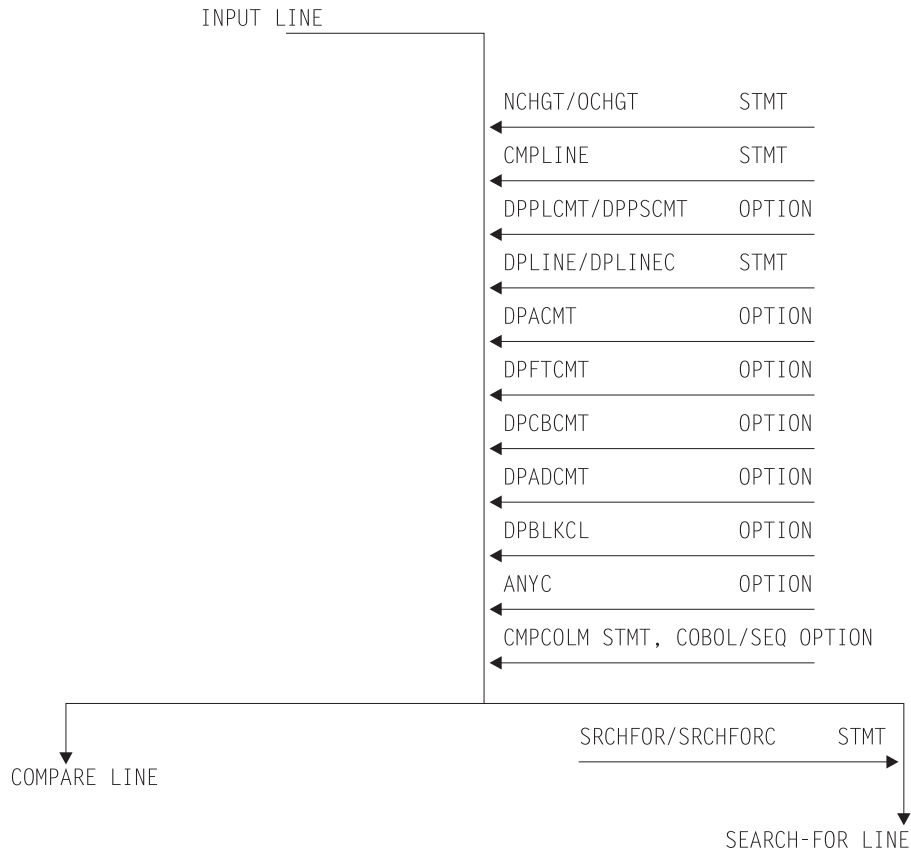 INPUT LINE
NCHGT/OCHGT STMT
CMPLINE STMT
DPPLCMT/DPPSCMT OPTION
DPLINE/DPLINEC STMT
DPACMT OPTION
DPFTCMT OPTION
DPCBCMT OPTION
DPADCMT OPTION
DPBLKCL OPTION
ANYC OPTION
CMPCOLM STMT, COBOL/SEQ OPTION
SRCHFOR/SRCHFORC STMT
COMPARE LINE
SEARCH-FOR LINE